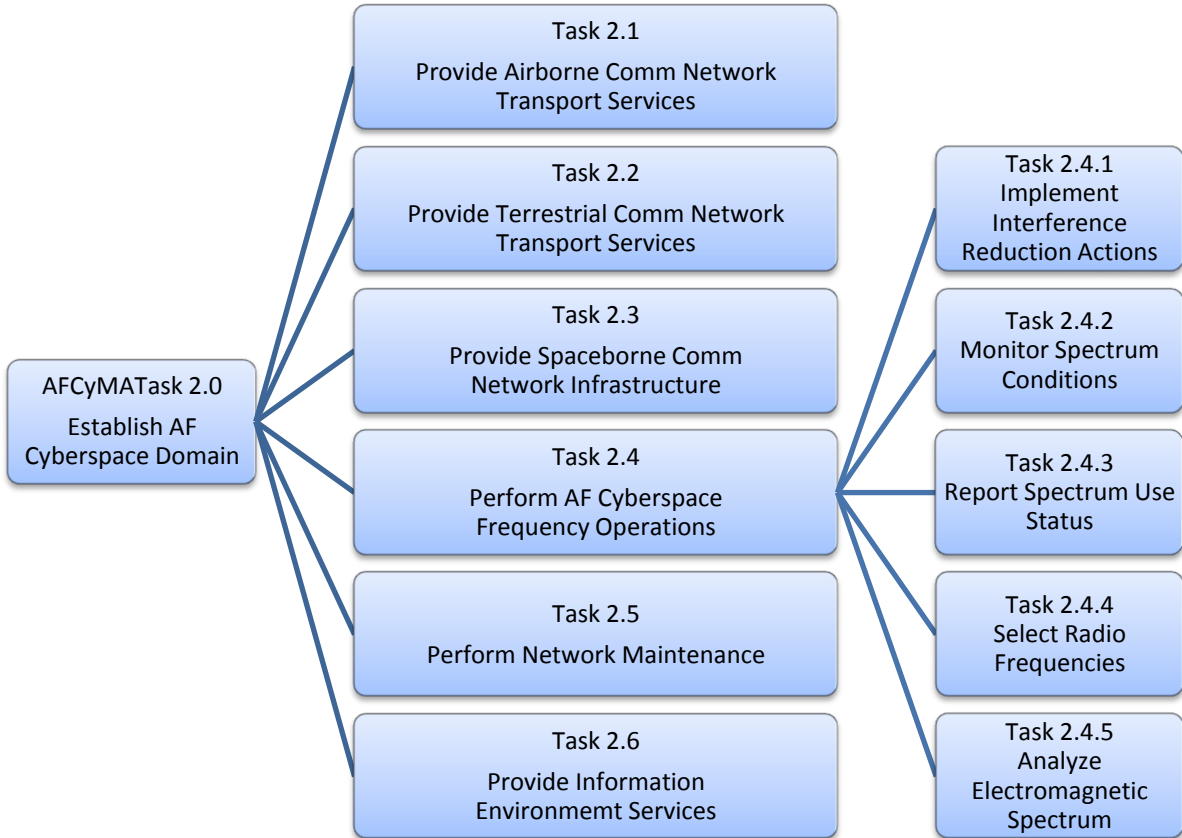 AFCyMATask 2.0
Establish AF
Cyberspace Domain
Task 2.1
Provide Airborne Comm Network
Transport Services
Task 2.2
Provide Terrestrial Comm Network
Transport Services
Task 2.3
Provide Spaceborne Comm
Network Infrastructure
Task 2.4
Perform AF Cyberspace
Frequency Operations
Task 2.5
Perform Network Maintenance
Task 2.6
Provide Information
Environmemt Services
Task 2.4.1
Implement
Interference
Reduction Actions
Task 2.4.2
Monitor Spectrum
Conditions
Task 2.4.3
Report Spectrum Use
Status
Task 2.4.4
Select Radio
Frequencies
Task 2.4.5
Analyze
Electromagnetic
Spectrum